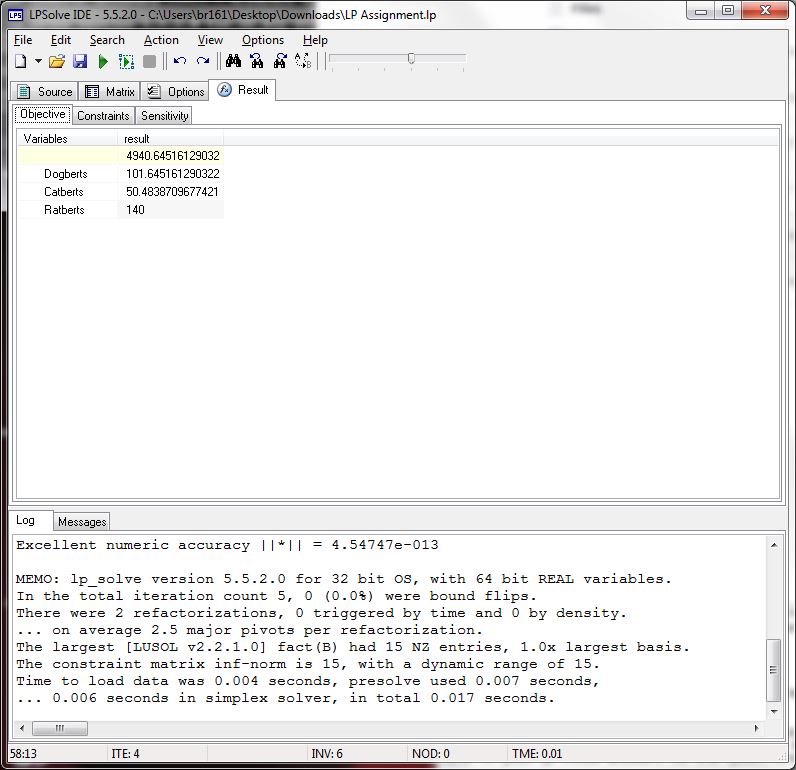 LPSolve IDE - 5.5.2.0 - C:\Users\br161\Desktop\Downloads\LP Assignment.lp
File Edit Search Action View Options Help
Source Matrix Options Result
Objective Constraints Sensitivity
Variables result
4940.64516129032
Dogberts 101.645161290322
Catberts 50.4838709677421
Ratberts 140
Log Messages
Excellent numeric accuracy ||*|| = 4.54747e-013
MEMO: lp_solve version 5.5.2.0 for 32 bit OS, with 64 bit REAL variables.
In the total iteration count 5, 0 (0.0%) were bound flips.
There were 2 refactorizations, 0 triggered by time and 0 by density.
... on average 2.5 major pivots per refactorization.
The largest [LUSOL v2.2.1.0] fact(B) had 15 NZ entries, 1.0x largest basis.
The constraint matrix inf-norm is 15, with a dynamic range of 15.
Time to load data was 0.004 seconds, presolve used 0.007 seconds,
... 0.006 seconds in simplex solver, in total 0.017 seconds.
58:13 ITE: 4 INV: 6 NOD: 0 TME: 0.01